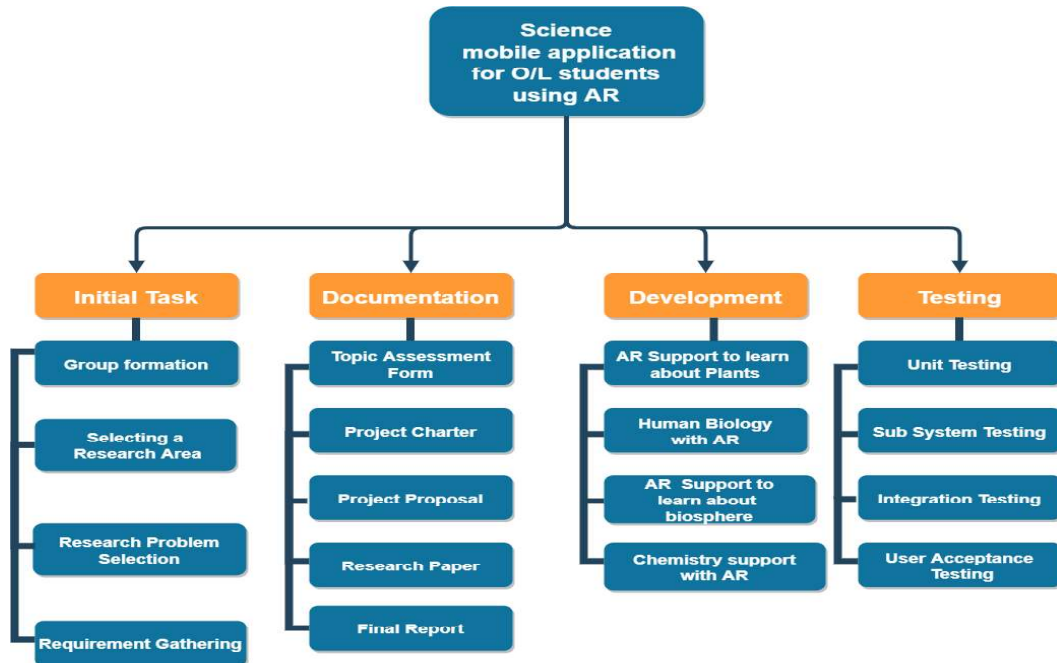 Science
mobile application
for O/L students
using AR
Initial Task
Group formation
Selecting a
Research Area
Research Problem
Selection
Requirement Gathering
Documentation
Topic Assessment
Form
Project Charter
Project Proposal
Research Paper
Final Report
Development
AR Support to learn
about Plants
Human Biology
with AR
AR Support to
learn about
biosphere
Chemistry support
with AR
Testing
Unit Testing
Sub System Testing
Integration Testing
User Acceptance
Testing